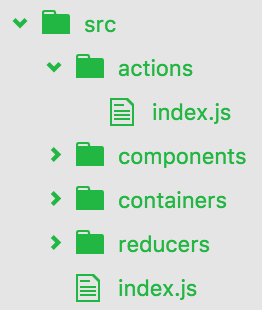 src
actions
index.js
components
containers
reducers
index.js